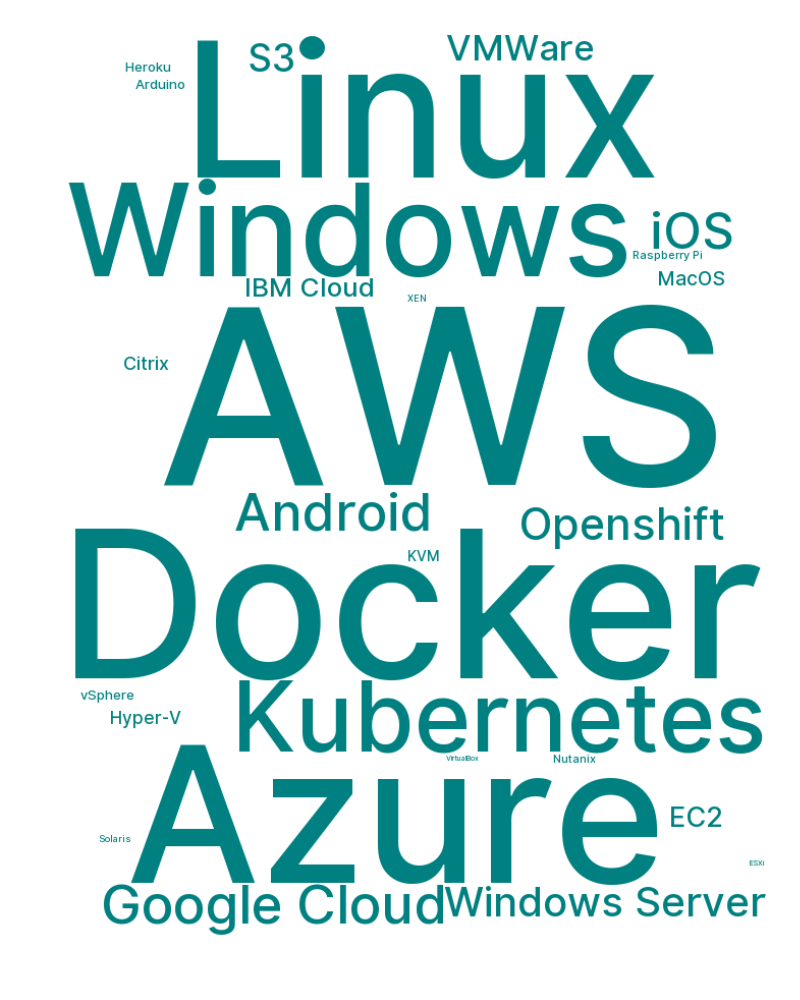 S3
VMWare
Heroku
Arduino
Linux
Windows
iOS
Raspberry Pi
MacOS
IBM Cloud
XEN
AWS
Citrix
Android
Openshift
KVM
Docker
vSphere
Hyper-V
Kubernetes
VirtualBox
Nutanix
Azure
EC2
Solaris
ESXi
Google Cloud
Windows Server